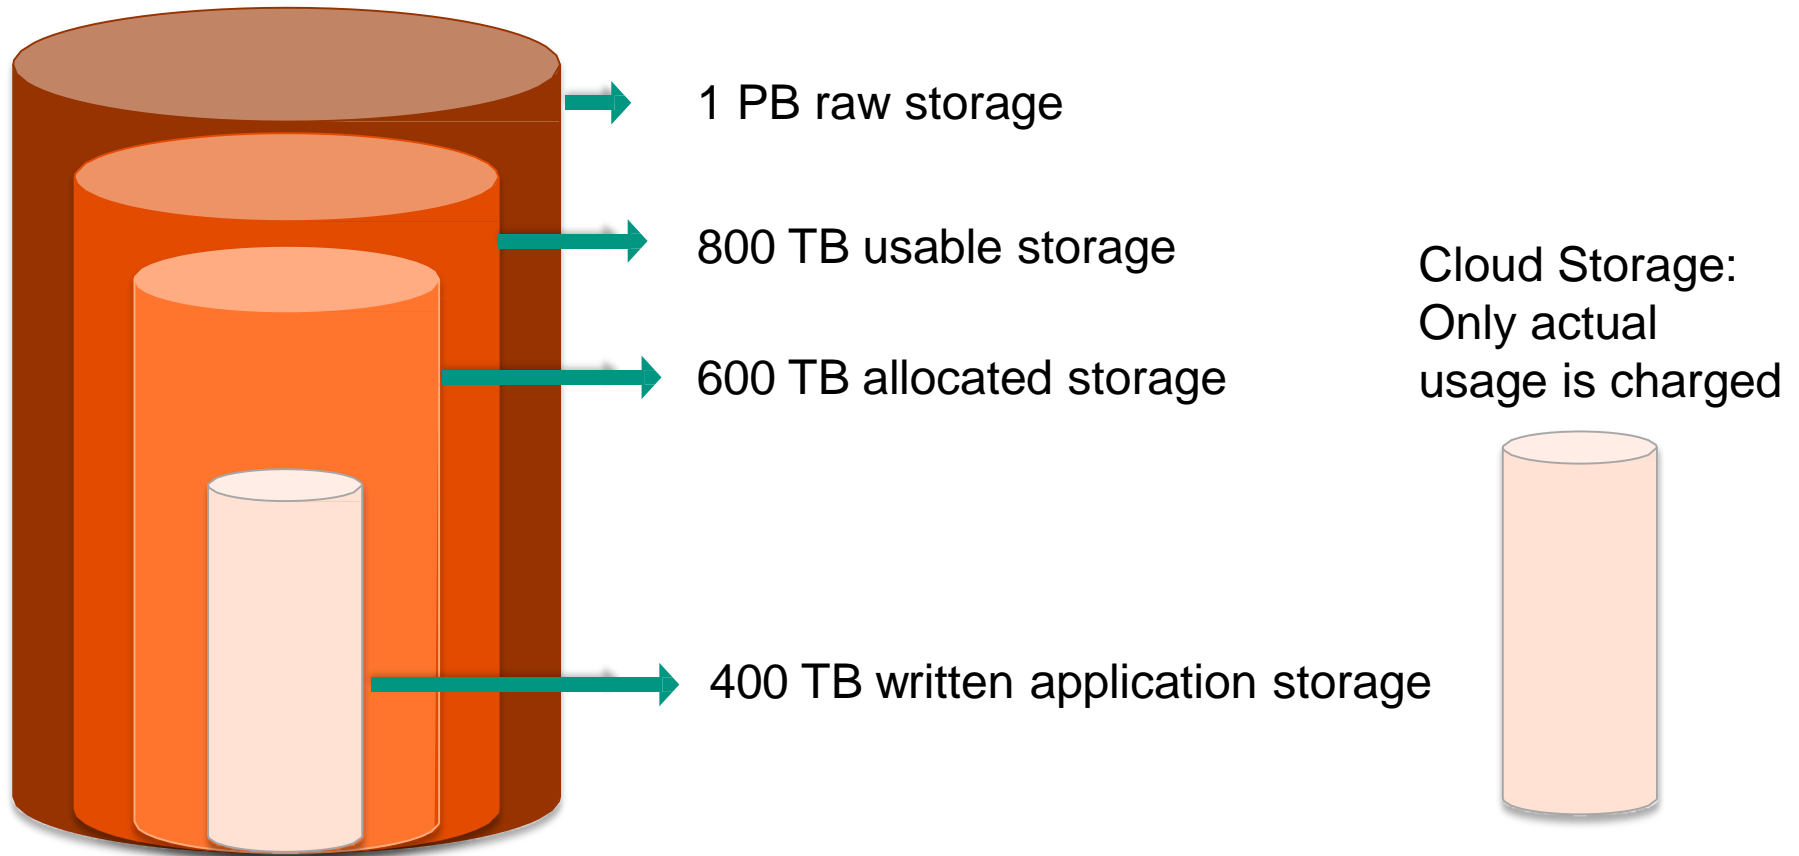 1 PB raw storage
800 TB usable storage
600 TB allocated storage
400 TB written application storage
Cloud Storage:
Only actual
usage is charged